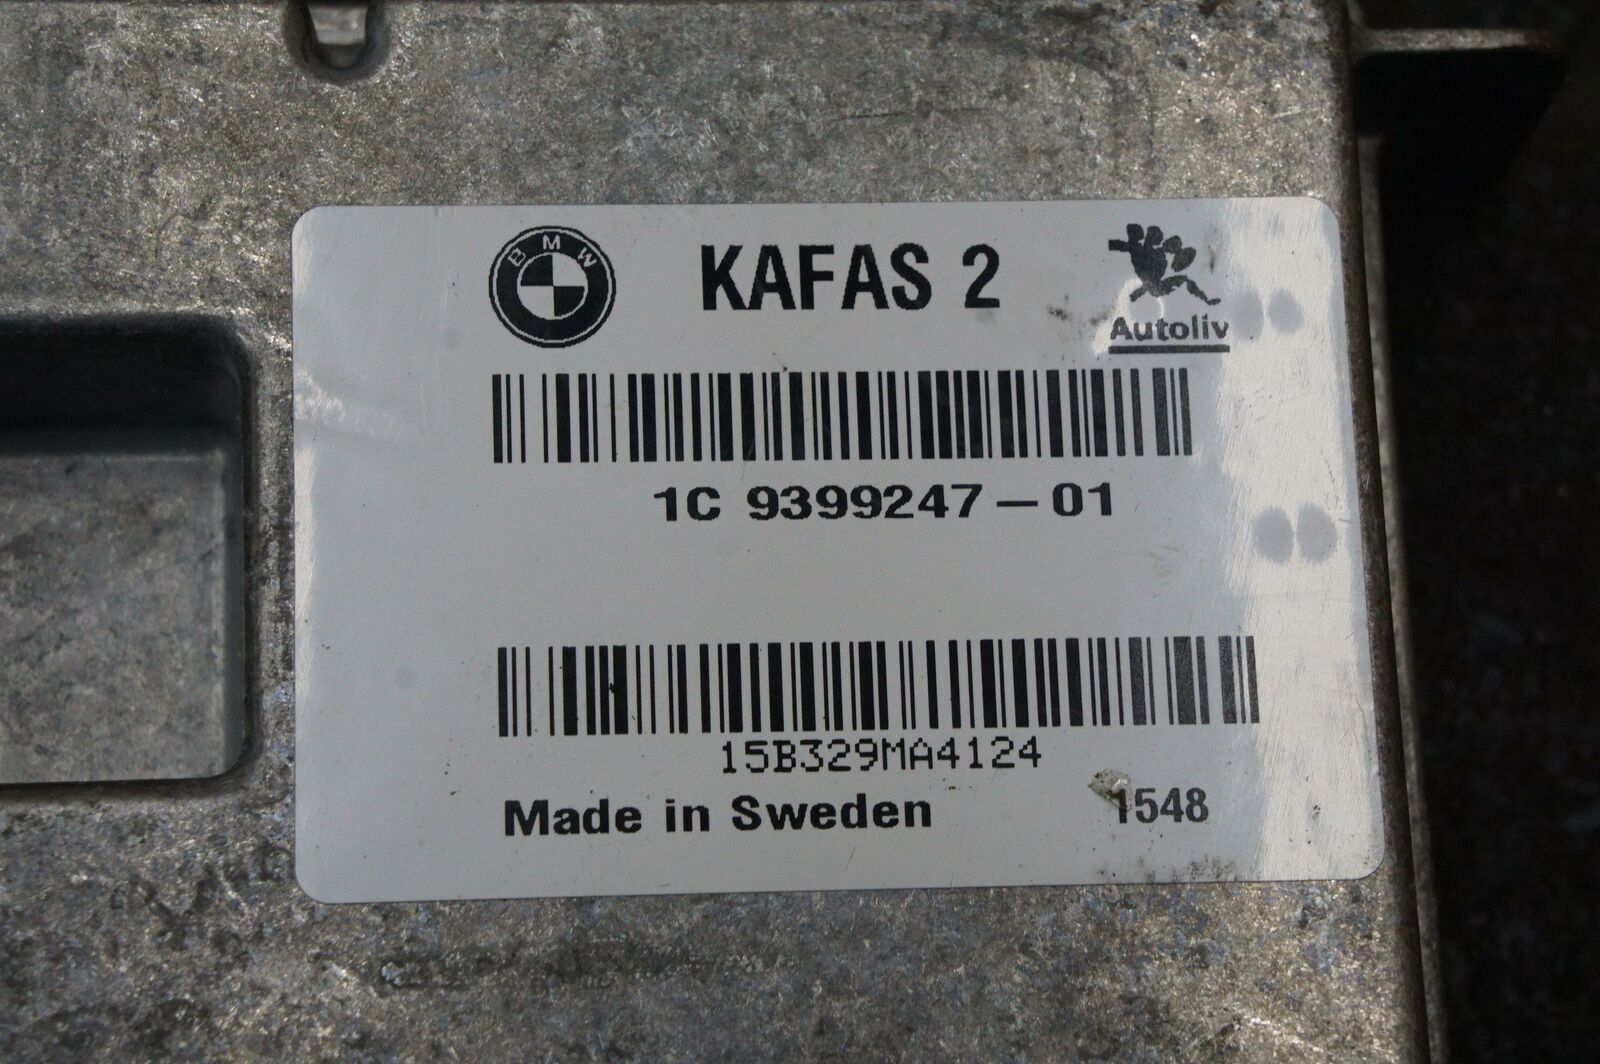 BMW KAFAS 2
Autoliv
1C 9399247-01
15B329MA4124
Made in Sweden 1548